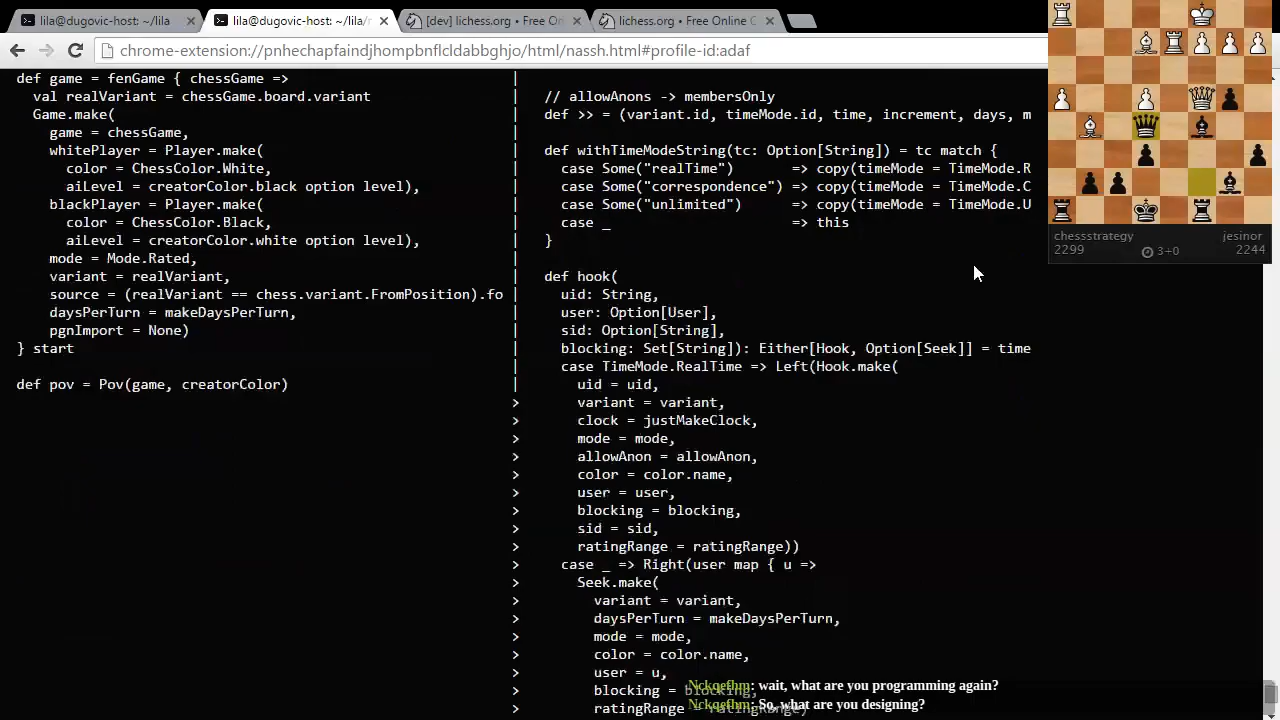 lila@dugovic-host: ~/lila
lila@dugovic-host: ~/lila/r
[dev] lichess.org • Free On
lichess.org • Free Online C
chrome-extension://pnhechapfaindjhompbnflcldabbghjo/html/nassh.html#profile-id:adaf
def game = fenGame { chessGame =>
val realVariant = chessGame.board.variant
Game.make(
game = chessGame,
whitePlayer = Player.make(
color = ChessColor.White,
aiLevel = creatorColor.black option level),
blackPlayer = Player.make(
color = ChessColor.Black,
aiLevel = creatorColor.white option level),
mode = Mode.Rated,
variant = realVariant,
source = (realVariant == chess.variant.FromPosition).fo
daysPerTurn = makeDaysPerTurn,
pgnImport = None)
} start
def pov = Pov(game, creatorColor)
|
// allowAnons -> membersOnly
def >> = (variant.id, timeMode.id, time, increment, days, m
def withTimeModeString(tc: Option[String]) = tc match {
case Some("realTime") => copy(timeMode = TimeMode.R
case Some("correspondence") => copy(timeMode = TimeMode.C
case Some("unlimited") => copy(timeMode = TimeMode.U
case _ => this
}
def hook(
uid: String,
user: Option[User],
sid: Option[String],
blocking: Set[String]): Either[Hook, Option[Seek]] = time
case TimeMode.RealTime => Left(Hook.make(
> uid = uid,
> variant = variant,
> clock = justMakeClock,
> mode = mode,
> allowAnon = allowAnon,
> color = color.name,
> user = user,
> blocking = blocking,
> sid = sid,
> ratingRange = ratingRange))
> case _ => Right(user map { u =>
> Seek.make(
> variant = variant,
> daysPerTurn = makeDaysPerTurn,
> mode = mode,
> color = color.name,
> user = u,
> blocking = blocking,
> ratingRange = ratingRange)
chessstrategy jesinor
2299 3+0 2244
Nckqefhm: wait, what are you programming again?
Nckqefhm: So, what are you designing?